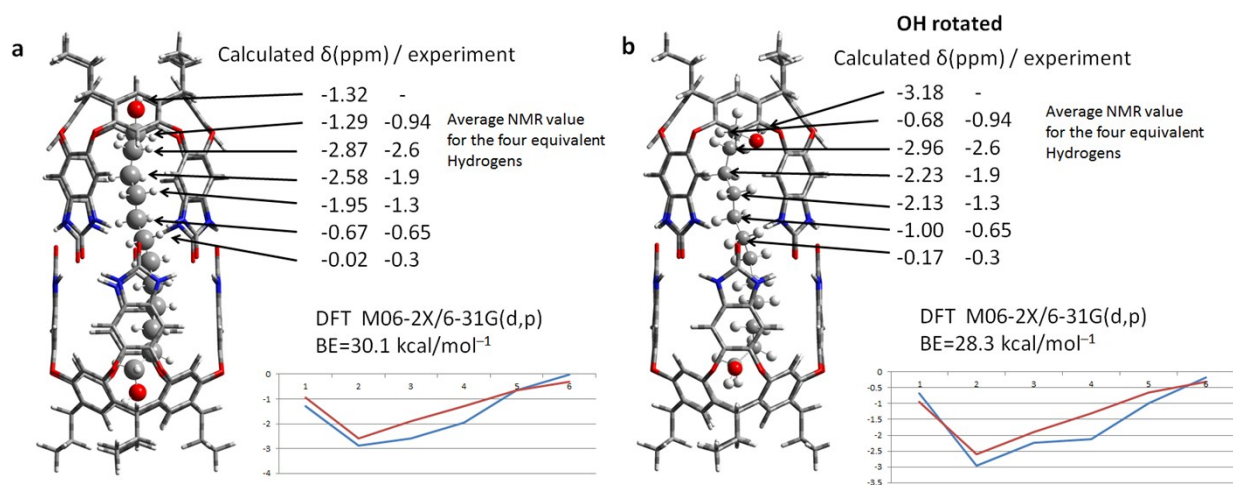 a
Calculated δ(ppm) / experiment
-1.32 -
-1.29 -0.94
-2.87 -2.6
-2.58 -1.9
-1.95 -1.3
-0.67 -0.65
-0.02 -0.3
Average NMR value
for the four equivalent
Hydrogens
DFT M06-2X/6-31G(d,p)
BE=30.1 kcal/mol⁻¹
0
-1
-2
-3
-4
1 2 3 4 5 6
b
OH rotated
Calculated δ(ppm) / experiment
-3.18 -
-0.68 -0.94
-2.96 -2.6
-2.23 -1.9
-2.13 -1.3
-1.00 -0.65
-0.17 -0.3
Average NMR value
for the four equivalent
Hydrogens
DFT M06-2X/6-31G(d,p)
BE=28.3 kcal/mol⁻¹
0
-0.5
-1
-1.5
-2
-2.5
-3
-3.5
1 2 3 4 5 6